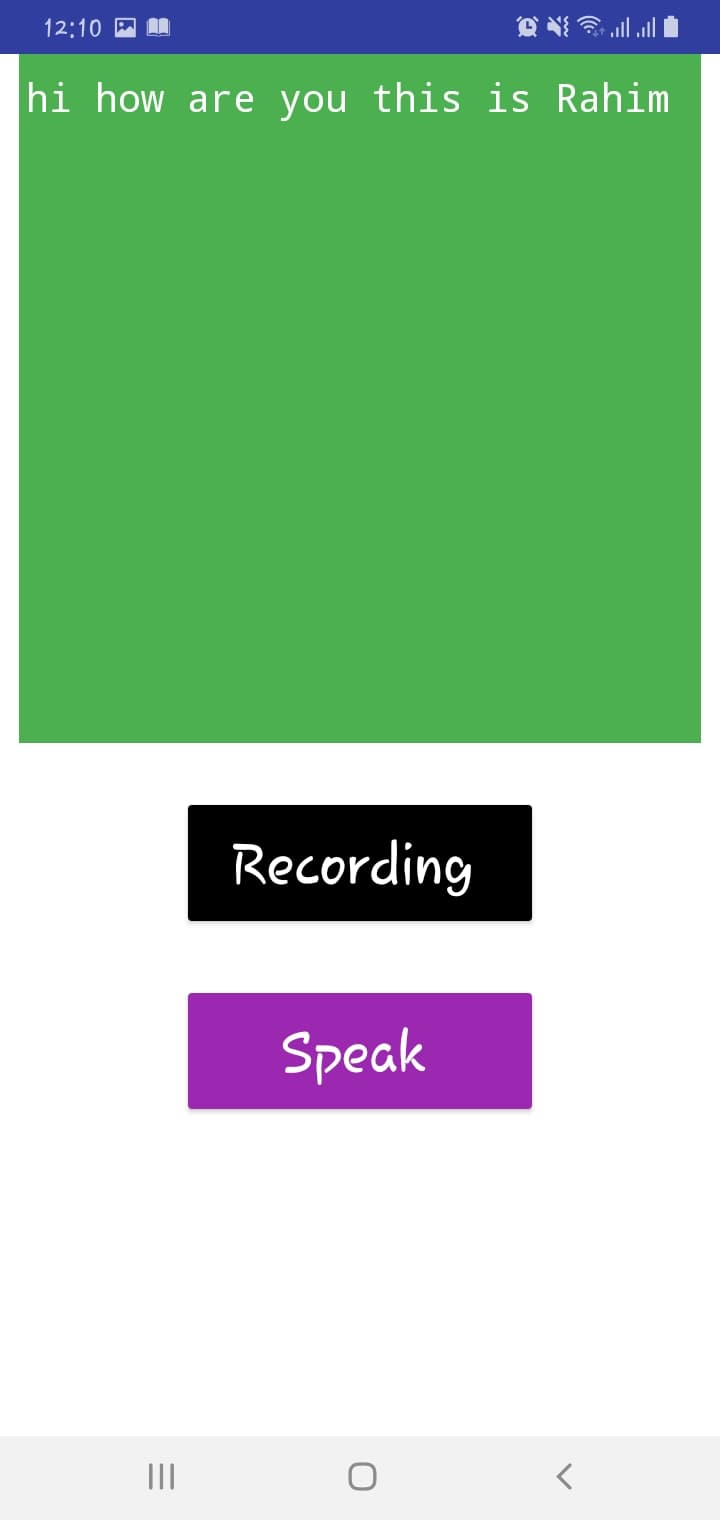 12:10
hi how are you this is Rahim
Recording
Speak